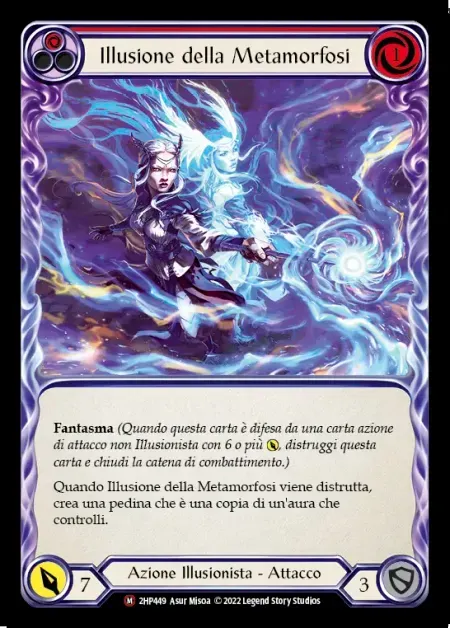 Illusione della Metamorfosi
1
Fantasma (Quando questa carta è difesa da una carta azione
di attacco non Illusionista con 6 o più , distruggi questa
carta e chiudi la catena di combattimento.)
Quando Illusione della Metamorfosi viene distrutta,
crea una pedina che è una copia di un'aura che
controlli.
7
Azione Illusionista - Attacco
3
M 2HP449 Asur Misoa © 2022 Legend Story Studios